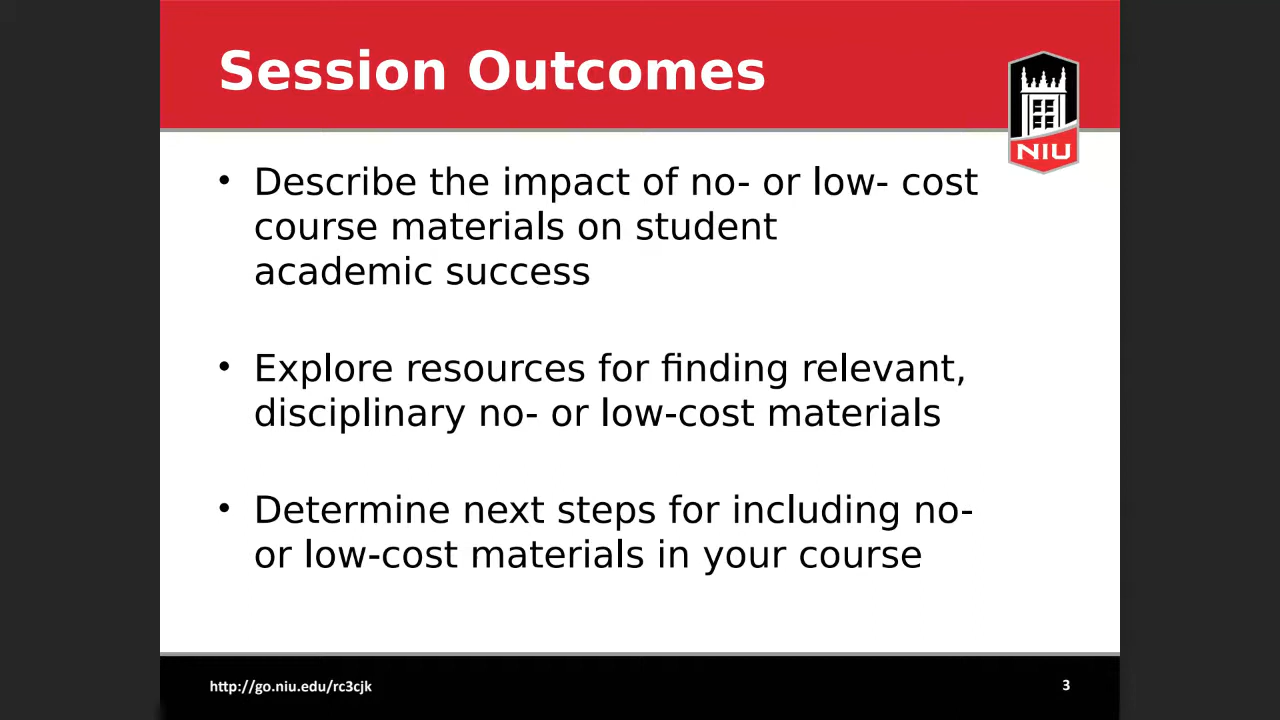 Session Outcomes
NIU
• Describe the impact of no- or low- cost
course materials on student
academic success
• Explore resources for finding relevant,
disciplinary no- or low-cost materials
• Determine next steps for including no-
or low-cost materials in your course
http://go.niu.edu/rc3cjk
3